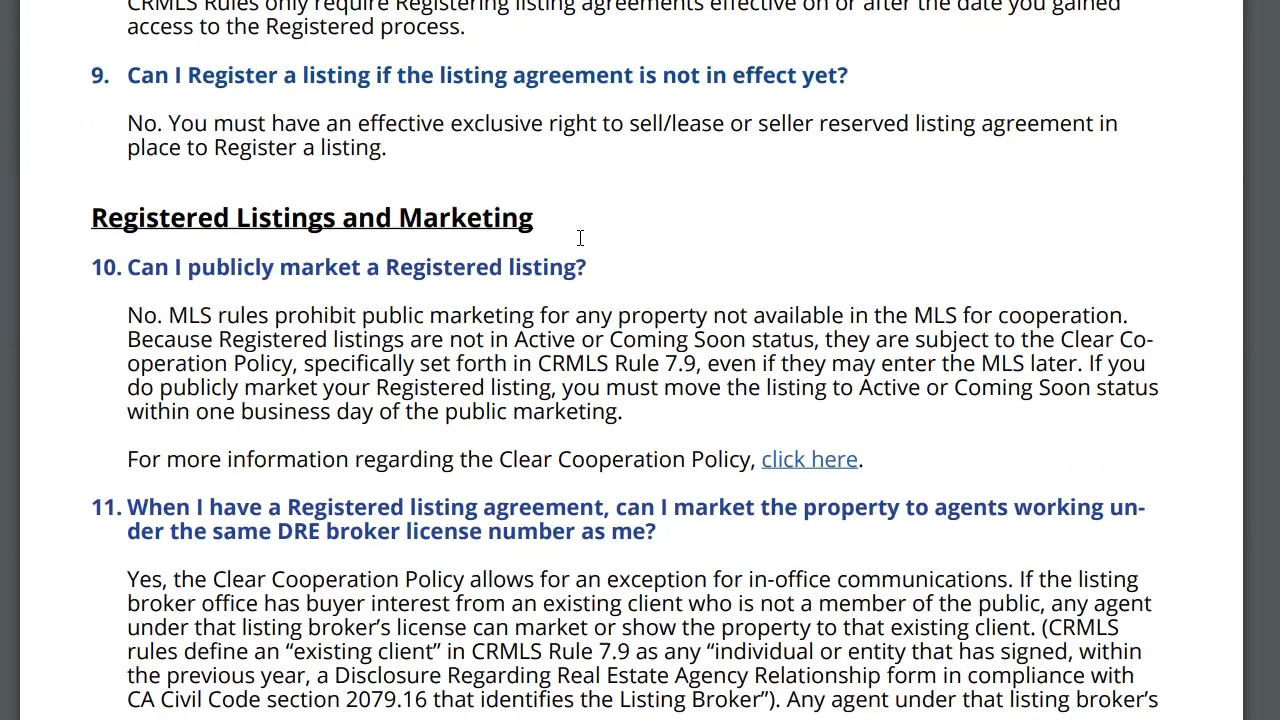 CRMLS Rules only require Registering listing agreements effective on or after the date you gained
access to the Registered process.
9. Can I Register a listing if the listing agreement is not in effect yet?
No. You must have an effective exclusive right to sell/lease or seller reserved listing agreement in
place to Register a listing.
Registered Listings and Marketing
10. Can I publicly market a Registered listing?
No. MLS rules prohibit public marketing for any property not available in the MLS for cooperation.
Because Registered listings are not in Active or Coming Soon status, they are subject to the Clear Co-
operation Policy, specifically set forth in CRMLS Rule 7.9, even if they may enter the MLS later. If you
do publicly market your Registered listing, you must move the listing to Active or Coming Soon status
within one business day of the public marketing.
For more information regarding the Clear Cooperation Policy, click here.
11. When I have a Registered listing agreement, can I market the property to agents working un-
der the same DRE broker license number as me?
Yes, the Clear Cooperation Policy allows for an exception for in-office communications. If the listing
broker office has buyer interest from an existing client who is not a member of the public, any agent
under that listing broker’s license can market or show the property to that existing client. (CRMLS
rules define an “existing client” in CRMLS Rule 7.9 as any “individual or entity that has signed, within
the previous year, a Disclosure Regarding Real Estate Agency Relationship form in compliance with
CA Civil Code section 2079.16 that identifies the Listing Broker”). Any agent under that listing broker’s